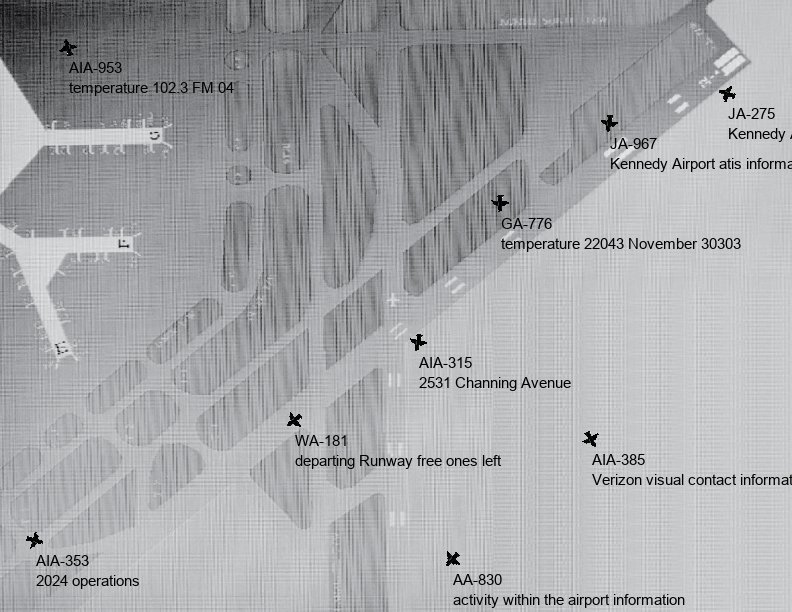 AIA-953
temperature 102.3 FM 04
JA-275
Kennedy
JA-967
Kennedy Airport atis informa
GA-776
temperature 22043 November 30303
AIA-315
2531 Channing Avenue
WA-181
departing Runway free ones left
AIA-385
Verizon visual contact informat
AIA-353
2024 operations
AA-830
activity within the airport information